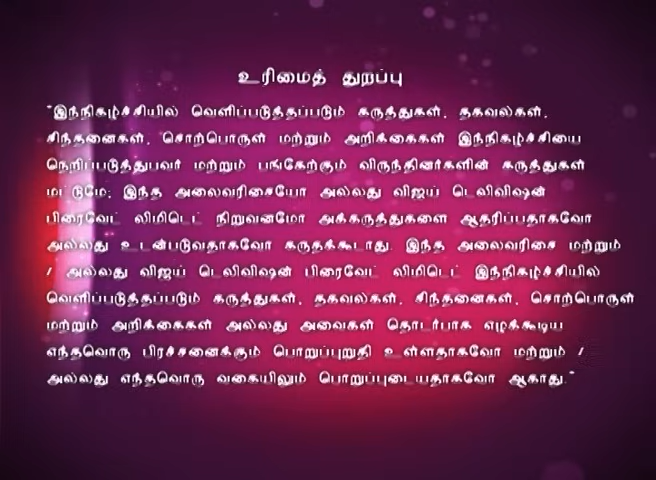 உரிமைத் துறப்பு
"இந்நிகழ்ச்சியில் வெளிப்படுத்தப்படும் கருத்துகள், தகவல்கள்,
சிந்தனைகள், சொற்பொருள் மற்றும் அறிக்கைகள் இந்நிகழ்ச்சியை
நெறிப்படுத்துபவர் மற்றும் பங்கேற்கும் விருந்தினர்களின் கருத்துகள்
மட்டுமே; இந்த அலைவரிசையோ அல்லது விஜய் டெலிவிஷன்
பிரைவேட் லிமிடெட் நிறுவனமோ அக்கருத்துகளை ஆதரிப்பதாகவோ
அல்லது உடன்படுவதாகவோ கருதக்கூடாது. இந்த அலைவரிசை மற்றும்
/ அல்லது விஜய் டெலிவிஷன் பிரைவேட் லிமிடெட் இந்நிகழ்ச்சியில்
வெளிப்படுத்தப்படும் கருத்துகள், தகவல்கள், சிந்தனைகள், சொற்பொருள்
மற்றும் அறிக்கைகள் அல்லது அவைகள் தொடர்பாக எழக்கூடிய
எந்தவொரு பிரச்சனைக்கும் பொறுப்புறுதி உள்ளதாகவோ மற்றும் /
அல்லது எந்தவொரு வகையிலும் பொறுப்புடையதாகவோ ஆகாது."